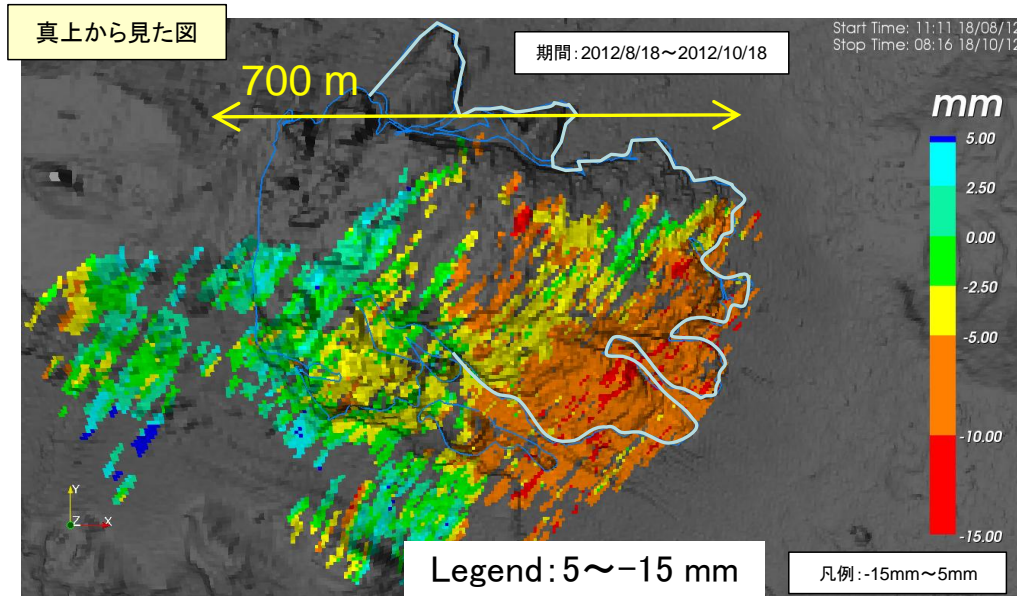 真上から見た図
期間：2012/8/18～2012/10/18
Start Time: 11:11 18/08/12
Stop Time: 08:16 18/10/12
700 m
mm
5.00
2.50
0.00
-2.50
-5.00
-10.00
-15.00
Y
Z X
Legend：5～−15 mm
凡例：-15mm～5mm